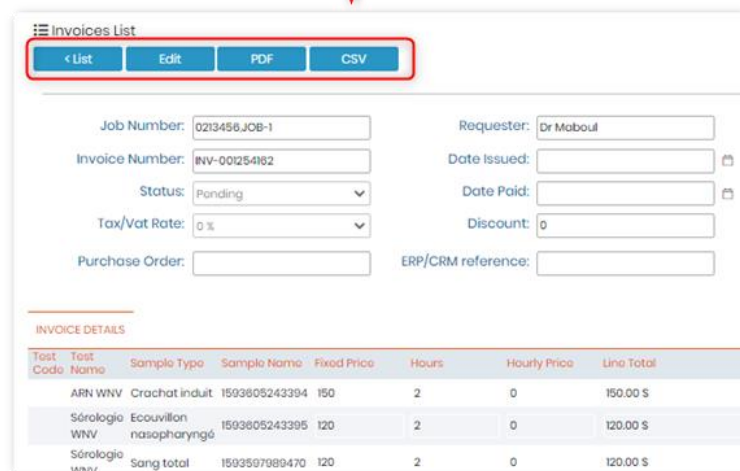 Invoices List
< List Edit PDF CSV
Job Number: 0213456,JOB-1 Requester: Dr Maboul
Invoice Number: INV-001254162 Date Issued:
Status: Pending Date Paid:
Tax/Vat Rate: 0 % Discount: 0
Purchase Order: ERP/CRM reference:
INVOICE DETAILS
Test Code Test Name Sample Type Sample Name Fixed Price Hours Hourly Price Line Total
ARN WNV Crachat induit 1593605243394 150 2 0 150.00 $
Sérologie WNV Ecouvillon nasopharyngé 1593605243395 120 2 0 120.00 $
Sérologie WNV Sang total 1593597989470 120 2 0 120.00 $